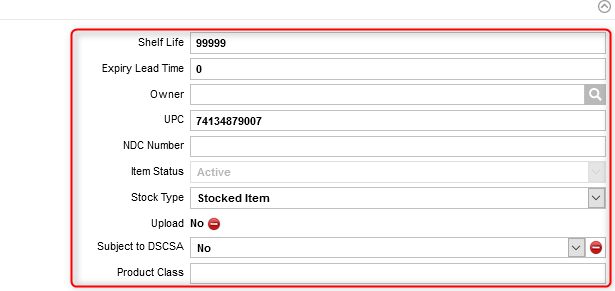 Shelf Life 99999
Expiry Lead Time 0
Owner
UPC 74134879007
NDC Number
Item Status Active
Stock Type Stocked Item
Upload No
Subject to DSCSA No
Product Class